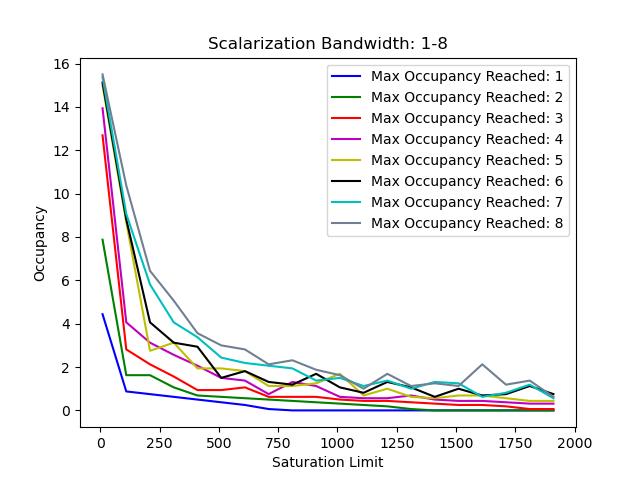 Scalarization Bandwidth: 1-8
16
14
12
10
8
6
4
2
0
Occupancy
Max Occupancy Reached: 1
Max Occupancy Reached: 2
Max Occupancy Reached: 3
Max Occupancy Reached: 4
Max Occupancy Reached: 5
Max Occupancy Reached: 6
Max Occupancy Reached: 7
Max Occupancy Reached: 8
0 250 500 750 1000 1250 1500 1750 2000
Saturation Limit